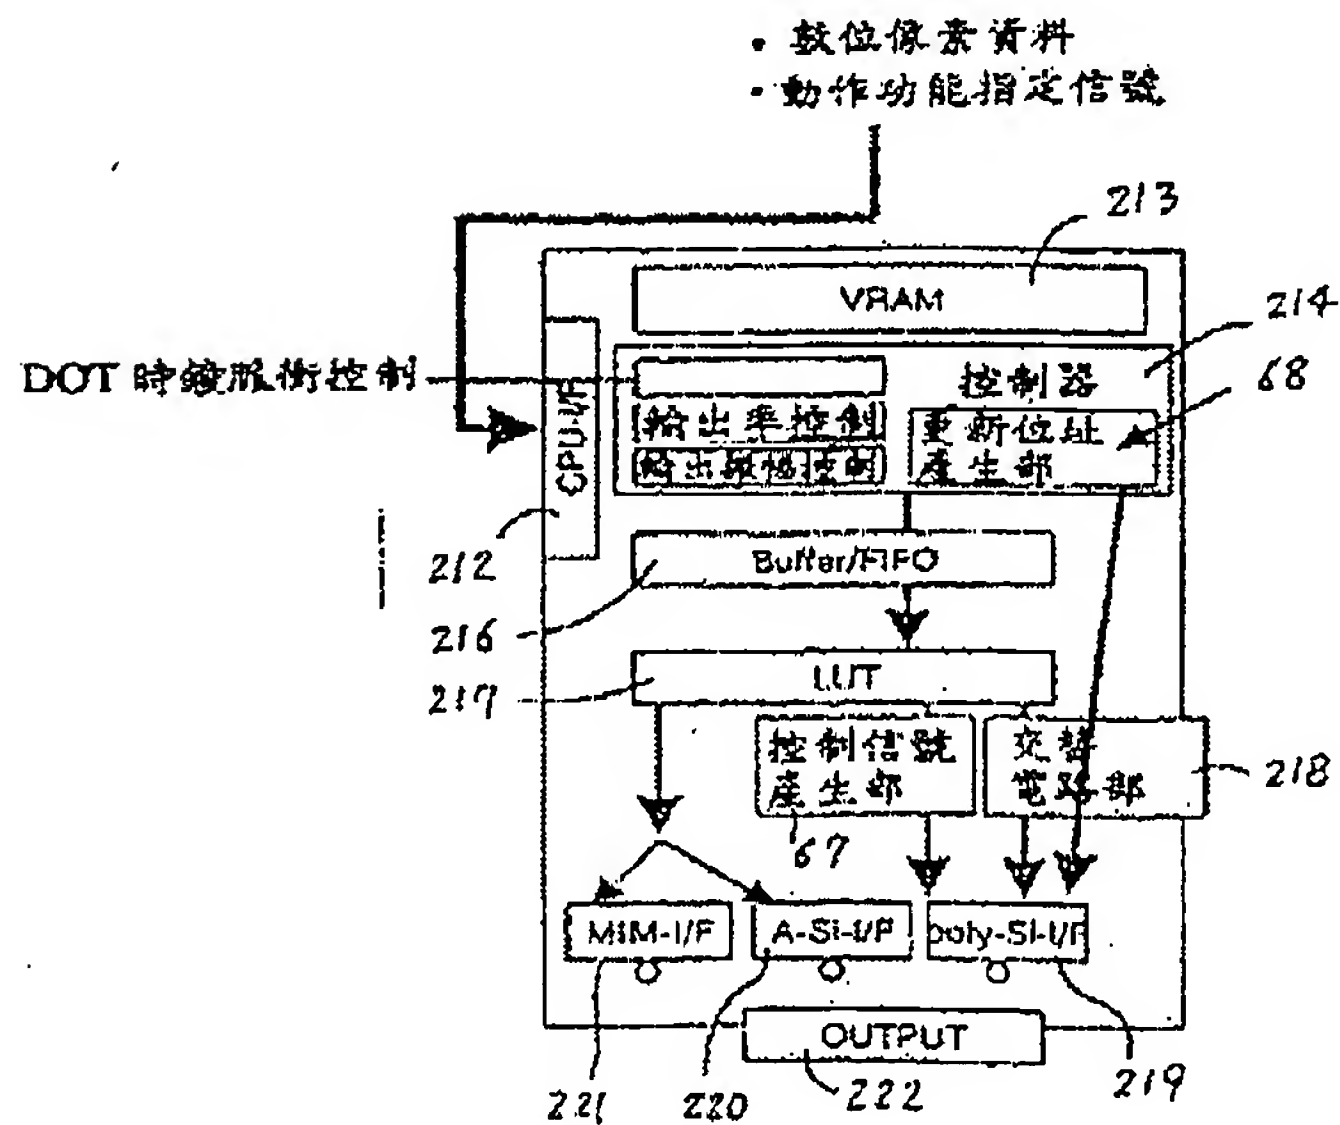 · 數位像素資料
· 動作功能指定信號
213
VRAM
214
DOT 時鐘脈衝控制
控制器
68
CPU-I/F
輸出率控制
重新位址
產生部
輸出振幅控制
212
Buffer/FIFO
216
LUT
217
控制信號
產生部
交替
電路部
218
67
MIM-I/F
A-Si-I/F
poly-Si-I/F
OUTPUT
221
220
222
219